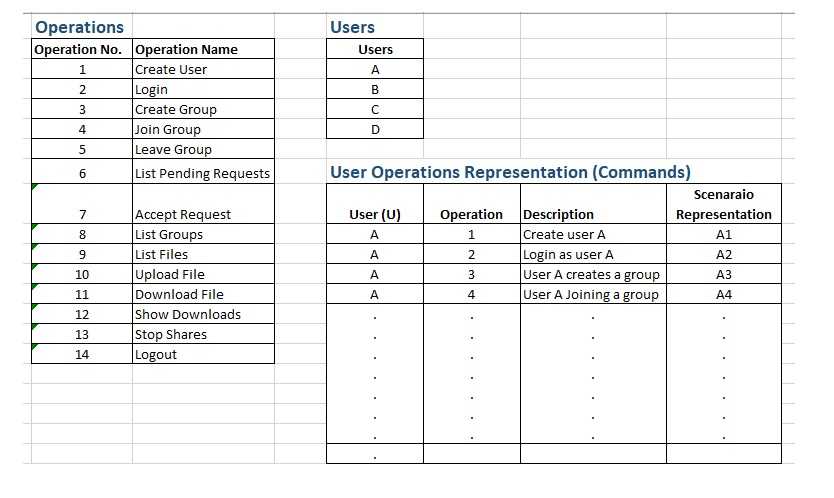 Operations
Operation No. Operation Name
1 Create User
2 Login
3 Create Group
4 Join Group
5 Leave Group
6 List Pending Requests
7 Accept Request
8 List Groups
9 List Files
10 Upload File
11 Download File
12 Show Downloads
13 Stop Shares
14 Logout
Users
Users
A
B
C
D
User Operations Representation (Commands)
User (U) Operation Description Scenaraio Representation
A 1 Create user A A1
A 2 Login as user A A2
A 3 User A creates a group A3
A 4 User A Joining a group A4
. . . .
. . . .
. . . .
. . . .
. . . .
. . . .
. . . .
.